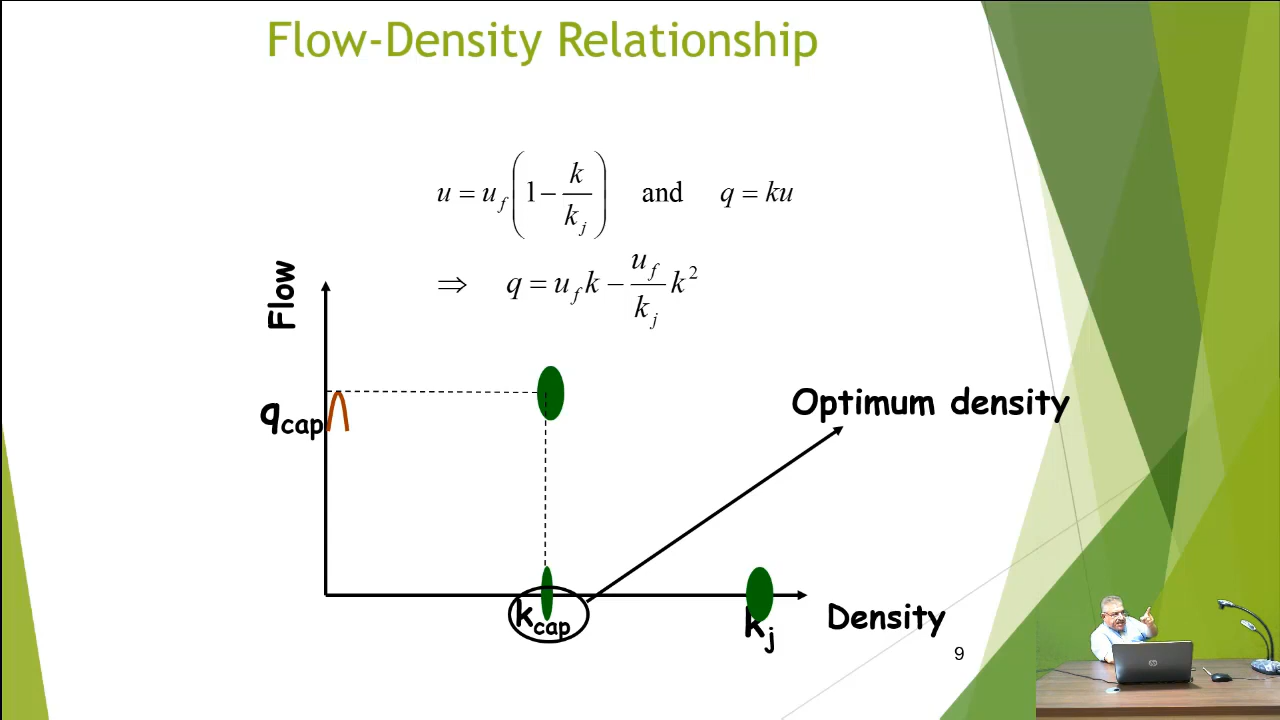 Flow-Density Relationship
u = u_f (1 − k/k_j) and q = ku
⇒ q = u_f k − (u_f/k_j) k²
Flow
q_cap
Optimum density
k_cap
k_j
Density
9